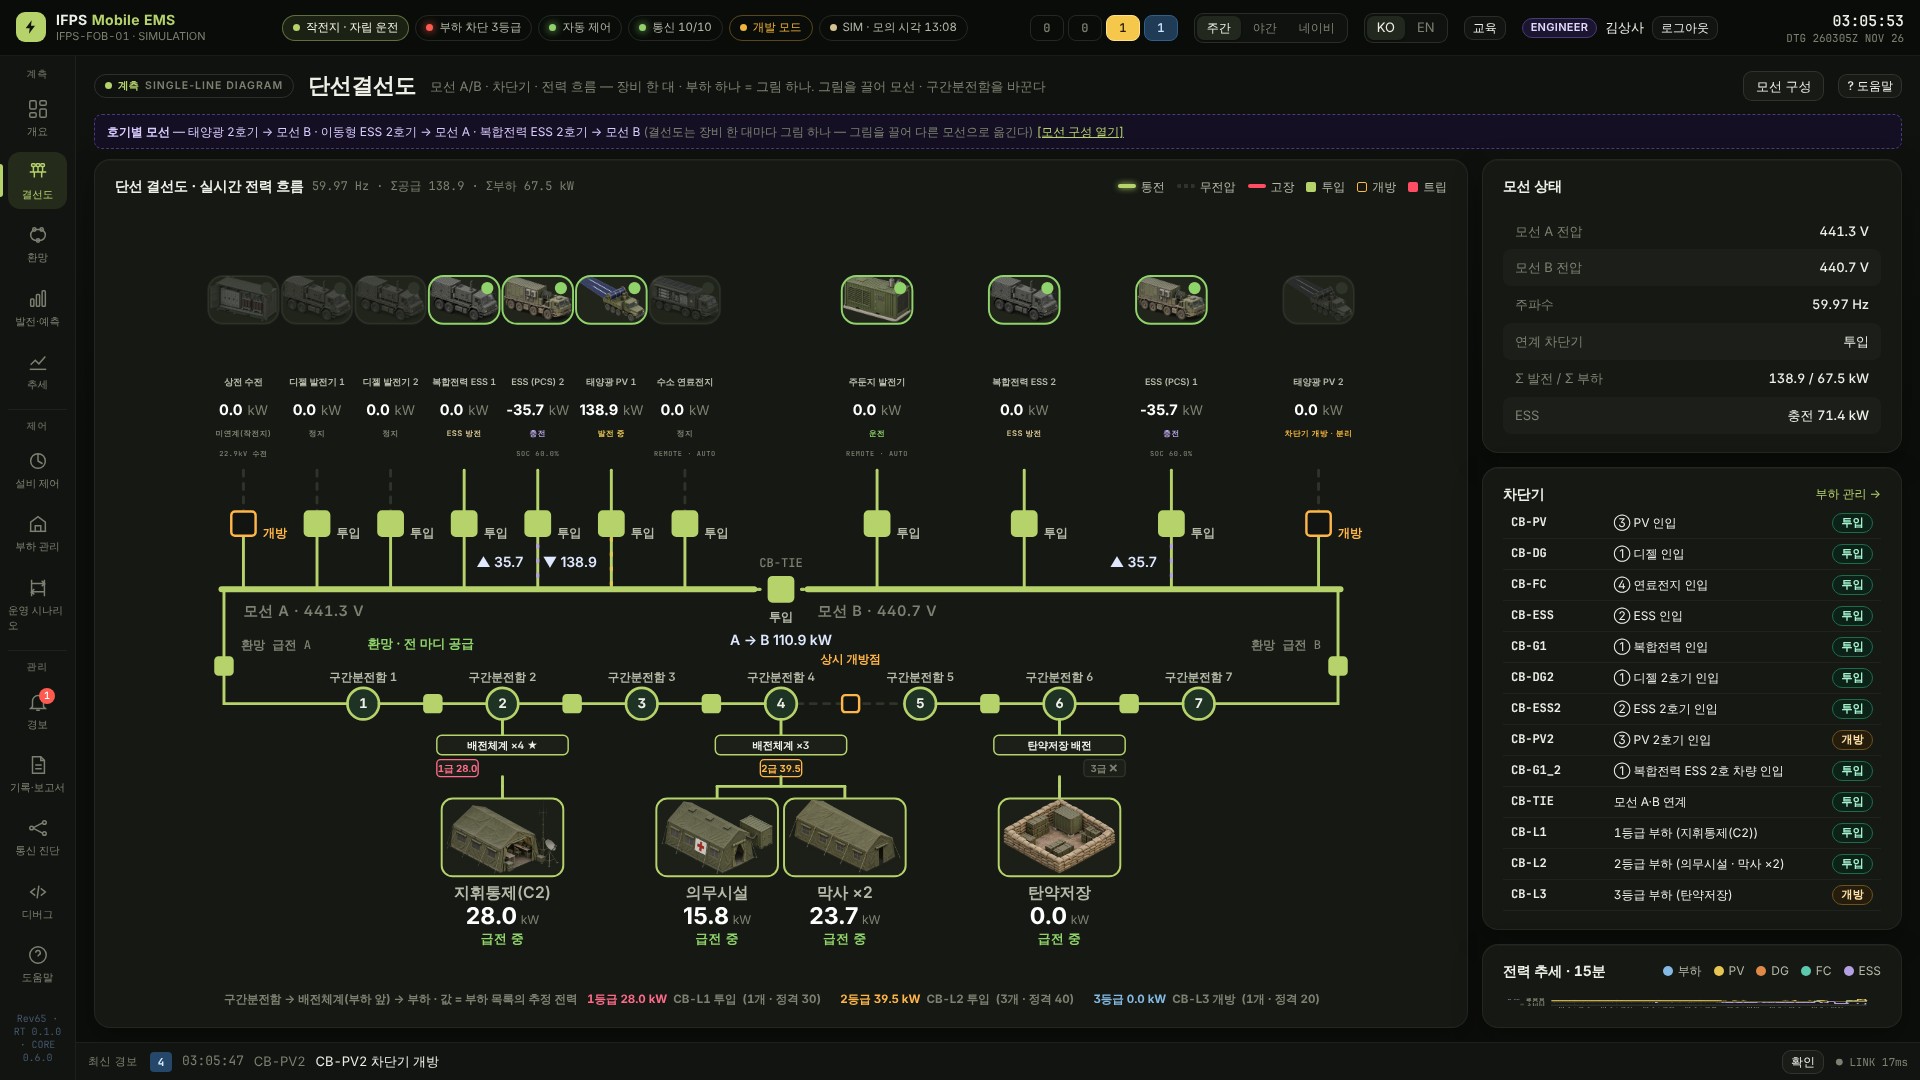 IFPS Mobile EMS
IFPS-FOB-01 · SIMULATION
작전지 · 자립 운전
부하 차단 3등급
자동 제어
통신 10/10
개발 모드
SIM · 모의 시각 13:08
0 0 1 1
주간 야간 네이비
KO EN
교육
ENGINEER 김상사 로그아웃
03:05:53
DTG 260305Z NOV 26
계측
개요
결선도
환망
발전·예측
추세
제어
설비 제어
부하 관리
운영 시나리오
관리
1
경보
기록·보고서
통신 진단
디버그
도움말
Rev65 ·
RT 0.1.0
· CORE
0.6.0
계측 SINGLE-LINE DIAGRAM
단선결선도
모선 A/B · 차단기 · 전력 흐름 — 장비 한 대 · 부하 하나 = 그림 하나. 그림을 끌어 모선 · 구간분전함을 바꾼다
모선 구성
? 도움말
호기별 모선 — 태양광 2호기 → 모선 B · 이동형 ESS 2호기 → 모선 A · 복합전력 ESS 2호기 → 모선 B (결선도는 장비 한 대마다 그림 하나 — 그림을 끌어 다른 모선으로 옮긴다) [모선 구성 열기]
단선 결선도 · 실시간 전력 흐름 59.97 Hz · Σ공급 138.9 · Σ부하 67.5 kW
통전 무전압 고장 투입 개방 트립
상전 수전 디젤 발전기 1 디젤 발전기 2 복합전력 ESS 1 ESS (PCS) 2 태양광 PV 1 수소 연료전지 주둔지 발전기 복합전력 ESS 2 ESS (PCS) 1 태양광 PV 2
0.0 kW 0.0 kW 0.0 kW 0.0 kW -35.7 kW 138.9 kW 0.0 kW 0.0 kW 0.0 kW -35.7 kW 0.0 kW
미연계(작전지) 정지 정지 ESS 방전 충전 발전 중 정지 운전 ESS 방전 충전 차단기 개방 · 분리
22.9kV 수전 SOC 60.0% REMOTE · AUTO REMOTE · AUTO SOC 60.0%
개방 투입 투입 투입 투입 투입 투입 투입 투입 투입 개방
▲ 35.7 ▼ 138.9 CB-TIE ▲ 35.7
모선 A · 441.3 V 투입 모선 B · 440.7 V
환망 급전 A 환망 · 전 마디 공급 A → B 110.9 kW 환망 급전 B
상시 개방점
구간분전함 1 구간분전함 2 구간분전함 3 구간분전함 4 구간분전함 5 구간분전함 6 구간분전함 7
1 2 3 4 5 6 7
배전체계 ×4 ★ 배전체계 ×3 탄약저장 배전
1급 28.0 2급 39.5 3급 ✕
지휘통제(C2) 의무시설 막사 ×2 탄약저장
28.0 kW 15.8 kW 23.7 kW 0.0 kW
급전 중 급전 중 급전 중 급전 중
구간분전함 → 배전체계(부하 앞) → 부하 · 값 = 부하 목록의 추정 전력 1등급 28.0 kW CB-L1 투입 (1개 · 정격 30) 2등급 39.5 kW CB-L2 투입 (3개 · 정격 40) 3등급 0.0 kW CB-L3 개방 (1개 · 정격 20)
모선 상태
모선 A 전압 441.3 V
모선 B 전압 440.7 V
주파수 59.97 Hz
연계 차단기 투입
Σ 발전 / Σ 부하 138.9 / 67.5 kW
ESS 충전 71.4 kW
차단기 부하 관리 →
CB-PV ③ PV 인입 투입
CB-DG ① 디젤 인입 투입
CB-FC ④ 연료전지 인입 투입
CB-ESS ② ESS 인입 투입
CB-G1 ① 복합전력 인입 투입
CB-DG2 ① 디젤 2호기 인입 투입
CB-ESS2 ② ESS 2호기 인입 투입
CB-PV2 ③ PV 2호기 인입 개방
CB-G1_2 ① 복합전력 ESS 2호 차량 인입 투입
CB-TIE 모선 A·B 연계 투입
CB-L1 1등급 부하 (지휘통제(C2)) 투입
CB-L2 2등급 부하 (의무시설 · 막사 ×2) 투입
CB-L3 3등급 부하 (탄약저장) 개방
전력 추세 · 15분 부하 PV DG FC ESS
최신 경보 4 03:05:47 CB-PV2 CB-PV2 차단기 개방
확인 LINK 17ms